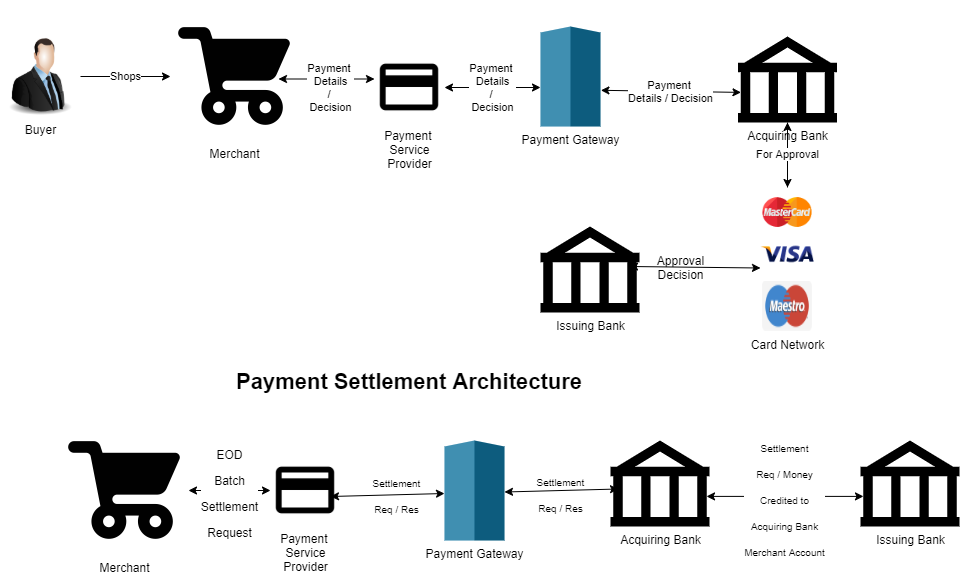 Shops
Buyer
Merchant
Payment
Details
/
Decision
Payment
Service
Provider
Payment
Details
/
Decision
Payment Gateway
Payment
Details / Decision
Acquiring Bank
For Approval
MasterCard
VISA
Maestro
Card Network
Approval
Decision
Issuing Bank
Payment Settlement Architecture
Merchant
EOD
Batch
Settlement
Request
Payment
Service
Provider
Settlement
Req / Res
Payment Gateway
Settlement
Req / Res
Acquiring Bank
Settlement
Req / Money
Credited to
Acquiring Bank
Merchant Account
Issuing Bank